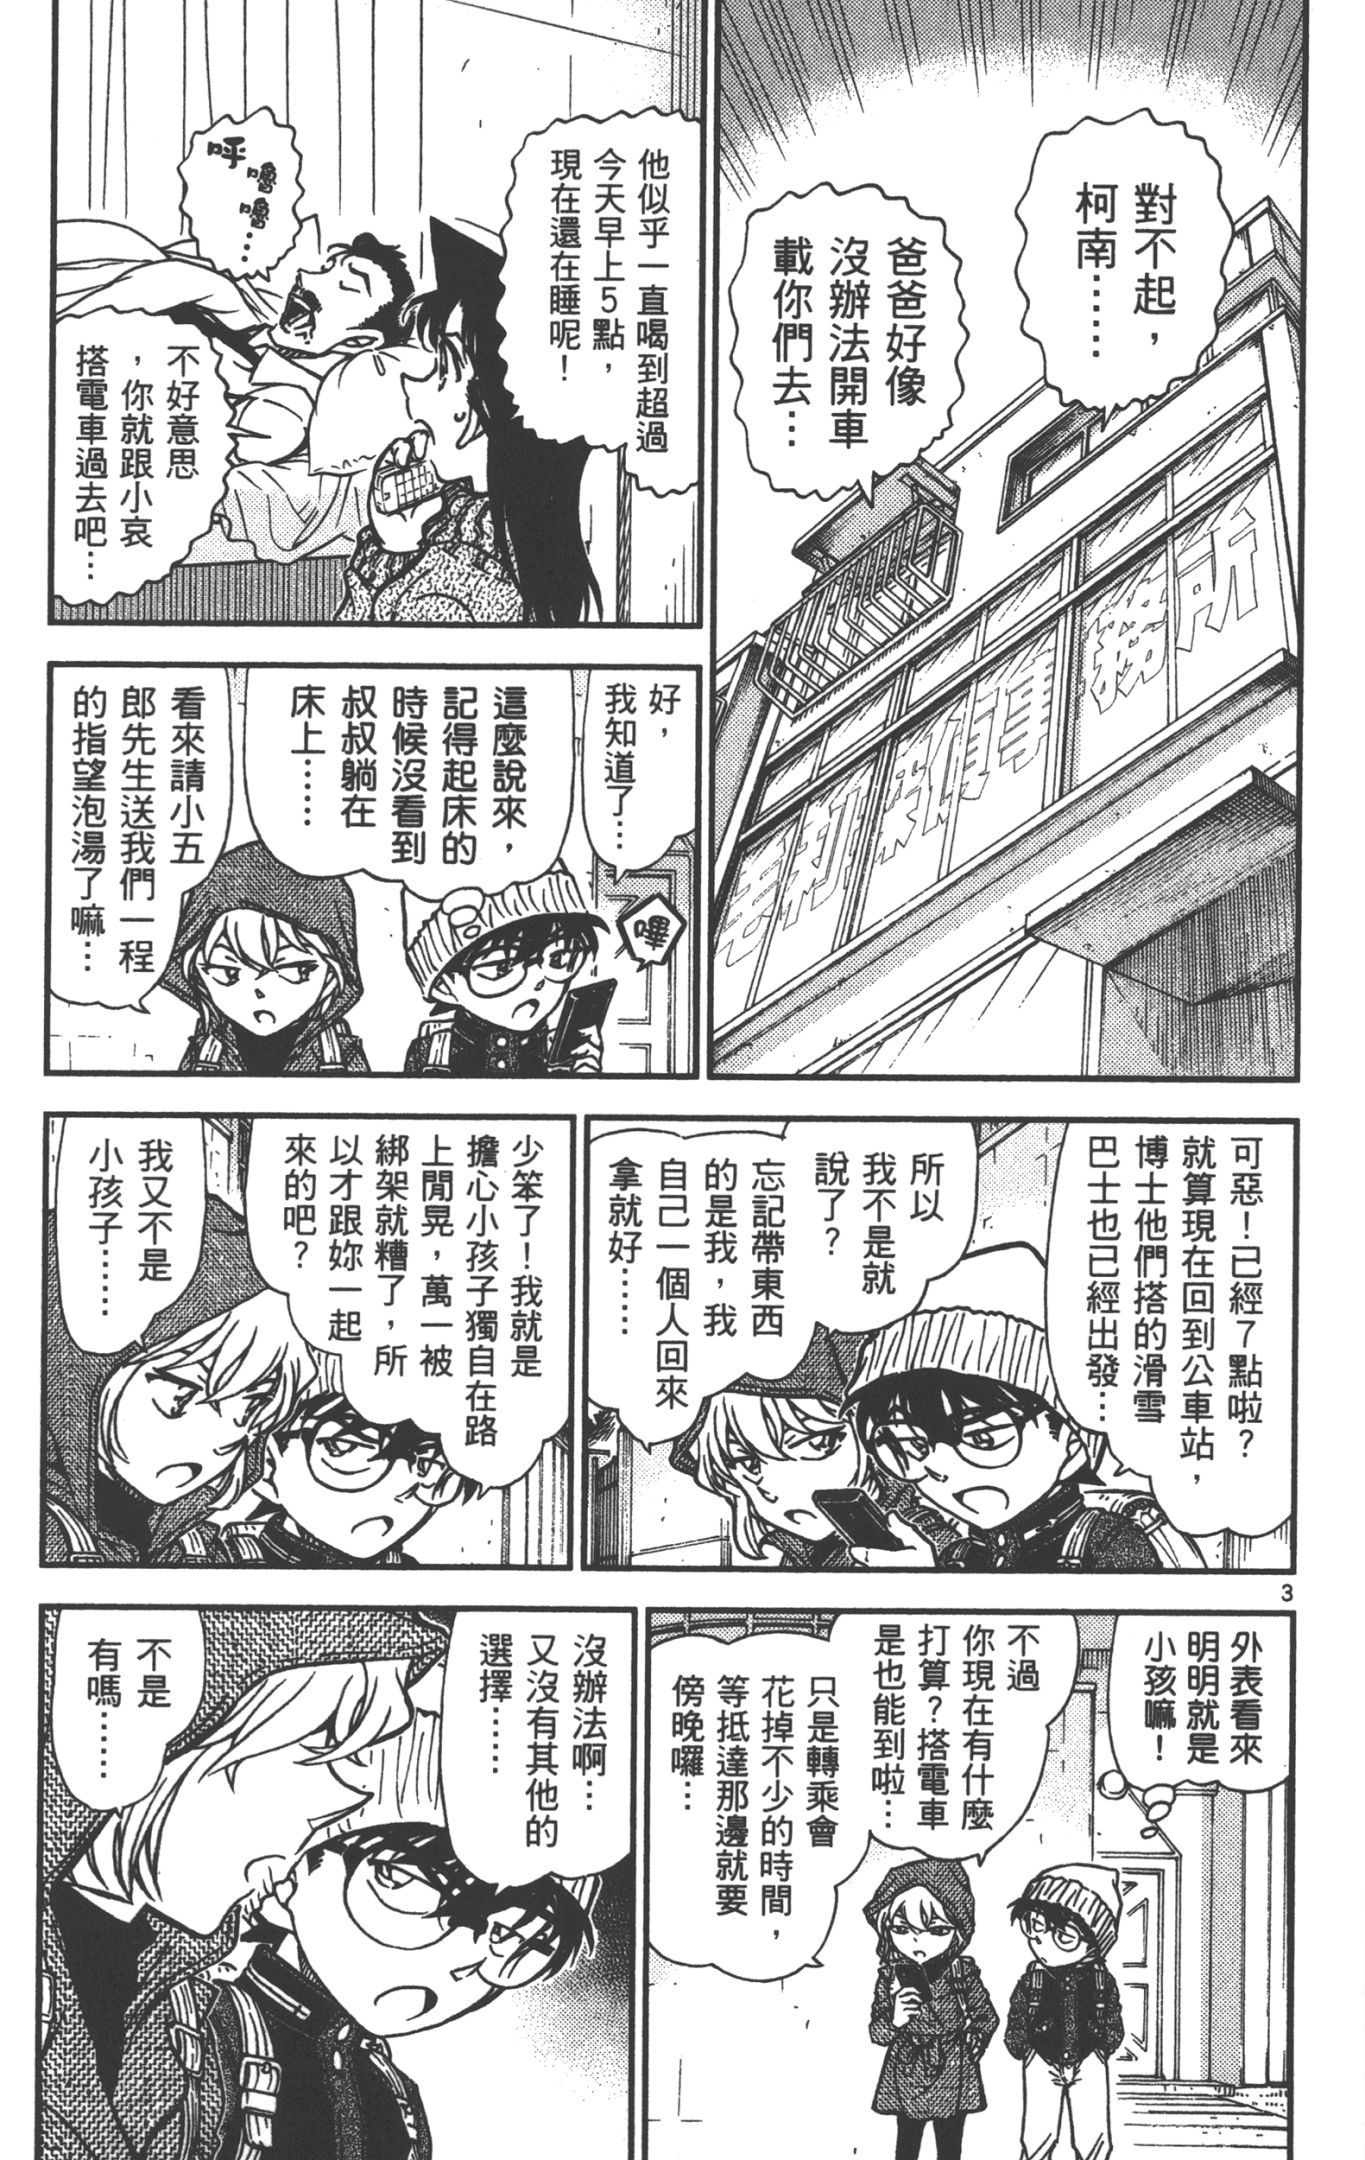 對不起，
柯南……
爸爸好像
沒辦法開車
載你們去…
毛利偵探事務所
他似乎一直喝到超過
今天早上5點，
現在還在睡呢！
呼嚕嚕…
不好意思
，你就跟小哀
搭電車過去吧…
好，
我知道了…
嗶
這麼說來，
記得起床的
時候沒看到
叔叔躺在
床上……
看來請小五
郎先生送我們一程
的指望泡湯了嘛…
可惡！已經7點啦？
就算現在回到公車站，
博士他們搭的滑雪
巴士也已經出發…
所以
我不是就
說了？
忘記帶東西
的是我，我
自己一個人回來
拿就好……
少笨了！我就是
擔心小孩子獨自在路
上閒晃，萬一被
綁架就糟了，所
以才跟妳一起
來的吧？
我又不是
小孩子……
3
外表看來
明明就是
小孩嘛！
不過
你現在有什麼
打算？搭電車
是也能到啦…
只是轉乘會
花掉不少的時間，
等抵達那邊就要
傍晚囉…
沒辦法啊…
又沒有其他的
選擇……
不是
有嗎……